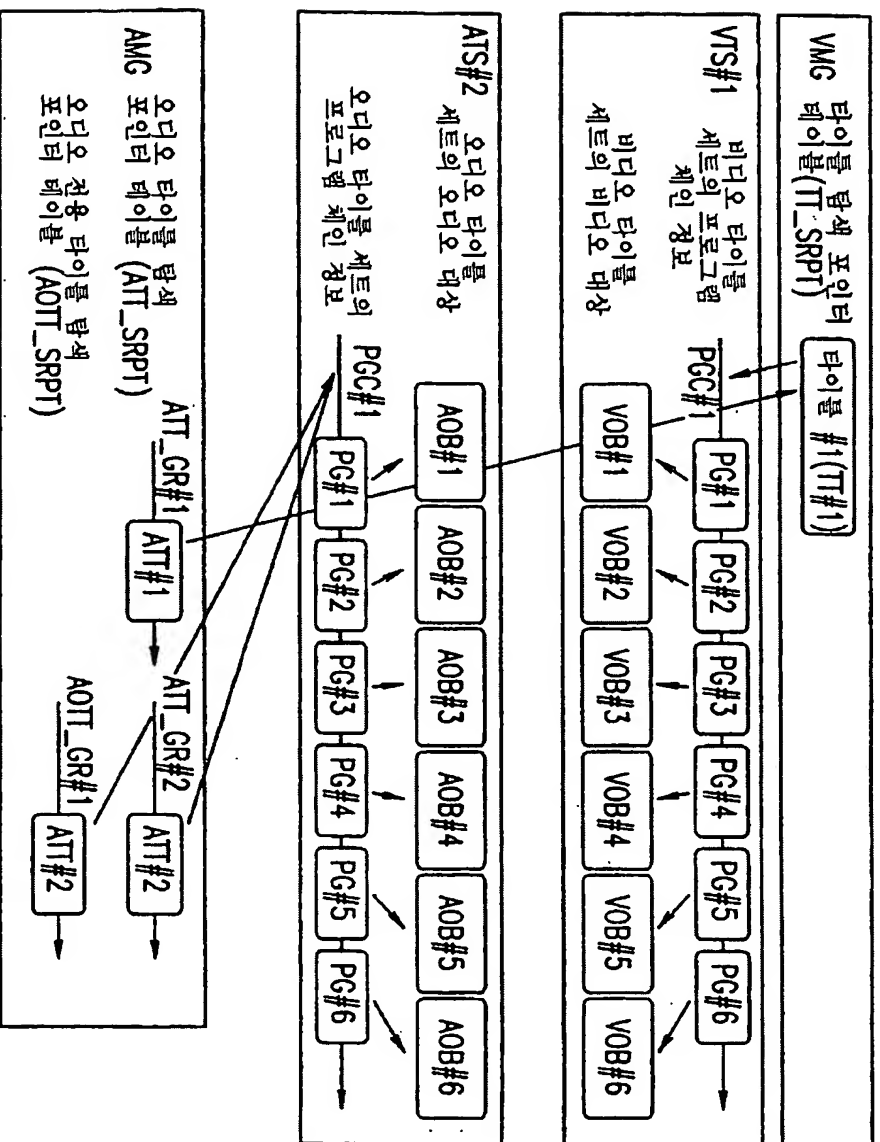 VMG 타이틀 탐색 포인터
테이블(TT_SRPT)
타이틀 #1(TT#1)
VTS#1
비디오 타이틀
세트의 프로그램
체인 정보
PGC#1 PG#1 PG#2 PG#3 PG#4 PG#5 PG#6
비디오 타이틀
세트의 비디오 대상
VOB#1 VOB#2 VOB#3 VOB#4 VOB#5 VOB#6
ATS#2
오디오 타이틀
세트의 오디오 대상
AOB#1 AOB#2 AOB#3 AOB#4 AOB#5 AOB#6
오디오 타이틀 세트의
프로그램 체인 정보
PGC#1 PG#1 PG#2 PG#3 PG#4 PG#5 PG#6
AMG
오디오 타이틀 탐색
포인터 테이블 (ATT_SRPT)
ATT_GR#1 ATT#1 ATT_GR#2 ATT#2
오디오 전용 타이틀 탐색
포인터 테이블 (AOTT_SRPT)
AOTT_GR#1 ATT#2